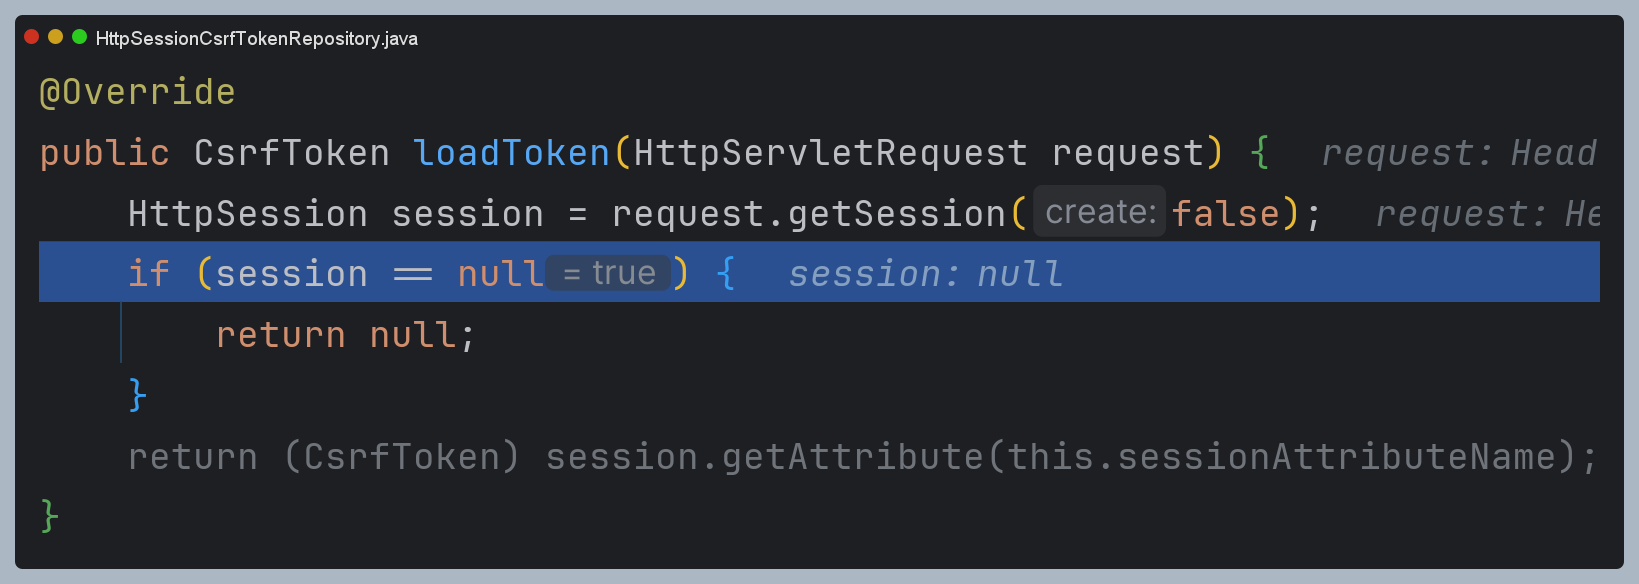 HttpSessionCsrfTokenRepository.java
@Override
public CsrfToken loadToken(HttpServletRequest request) { request: Head
HttpSession session = request.getSession( create: false); request: He
if (session == null = true ) { session: null
return null;
}
return (CsrfToken) session.getAttribute(this.sessionAttributeName);
}